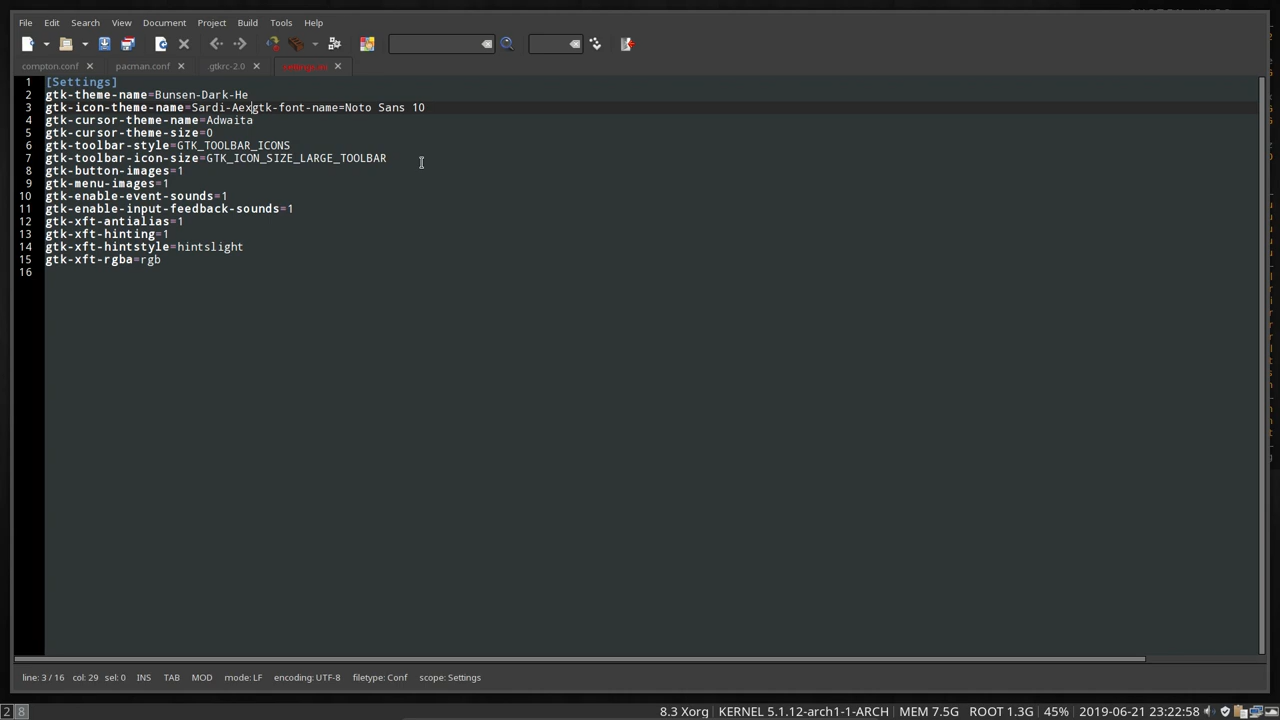 File Edit Search View Document Project Build Tools Help
compton.conf pacman.conf .gtkrc-2.0 settings.ini
1 [Settings]
2 gtk-theme-name=Bunsen-Dark-He
3 gtk-icon-theme-name=Sardi-Aexgtk-font-name=Noto Sans 10
4 gtk-cursor-theme-name=Adwaita
5 gtk-cursor-theme-size=0
6 gtk-toolbar-style=GTK_TOOLBAR_ICONS
7 gtk-toolbar-icon-size=GTK_ICON_SIZE_LARGE_TOOLBAR
8 gtk-button-images=1
9 gtk-menu-images=1
10 gtk-enable-event-sounds=1
11 gtk-enable-input-feedback-sounds=1
12 gtk-xft-antialias=1
13 gtk-xft-hinting=1
14 gtk-xft-hintstyle=hintslight
15 gtk-xft-rgba=rgb
16
line: 3 / 16 col: 29 sel: 0 INS TAB MOD mode: LF encoding: UTF-8 filetype: Conf scope: Settings
2 8 8.3 Xorg KERNEL 5.1.12-arch1-1-ARCH MEM 7.5G ROOT 1.3G 45% 2019-06-21 23:22:58